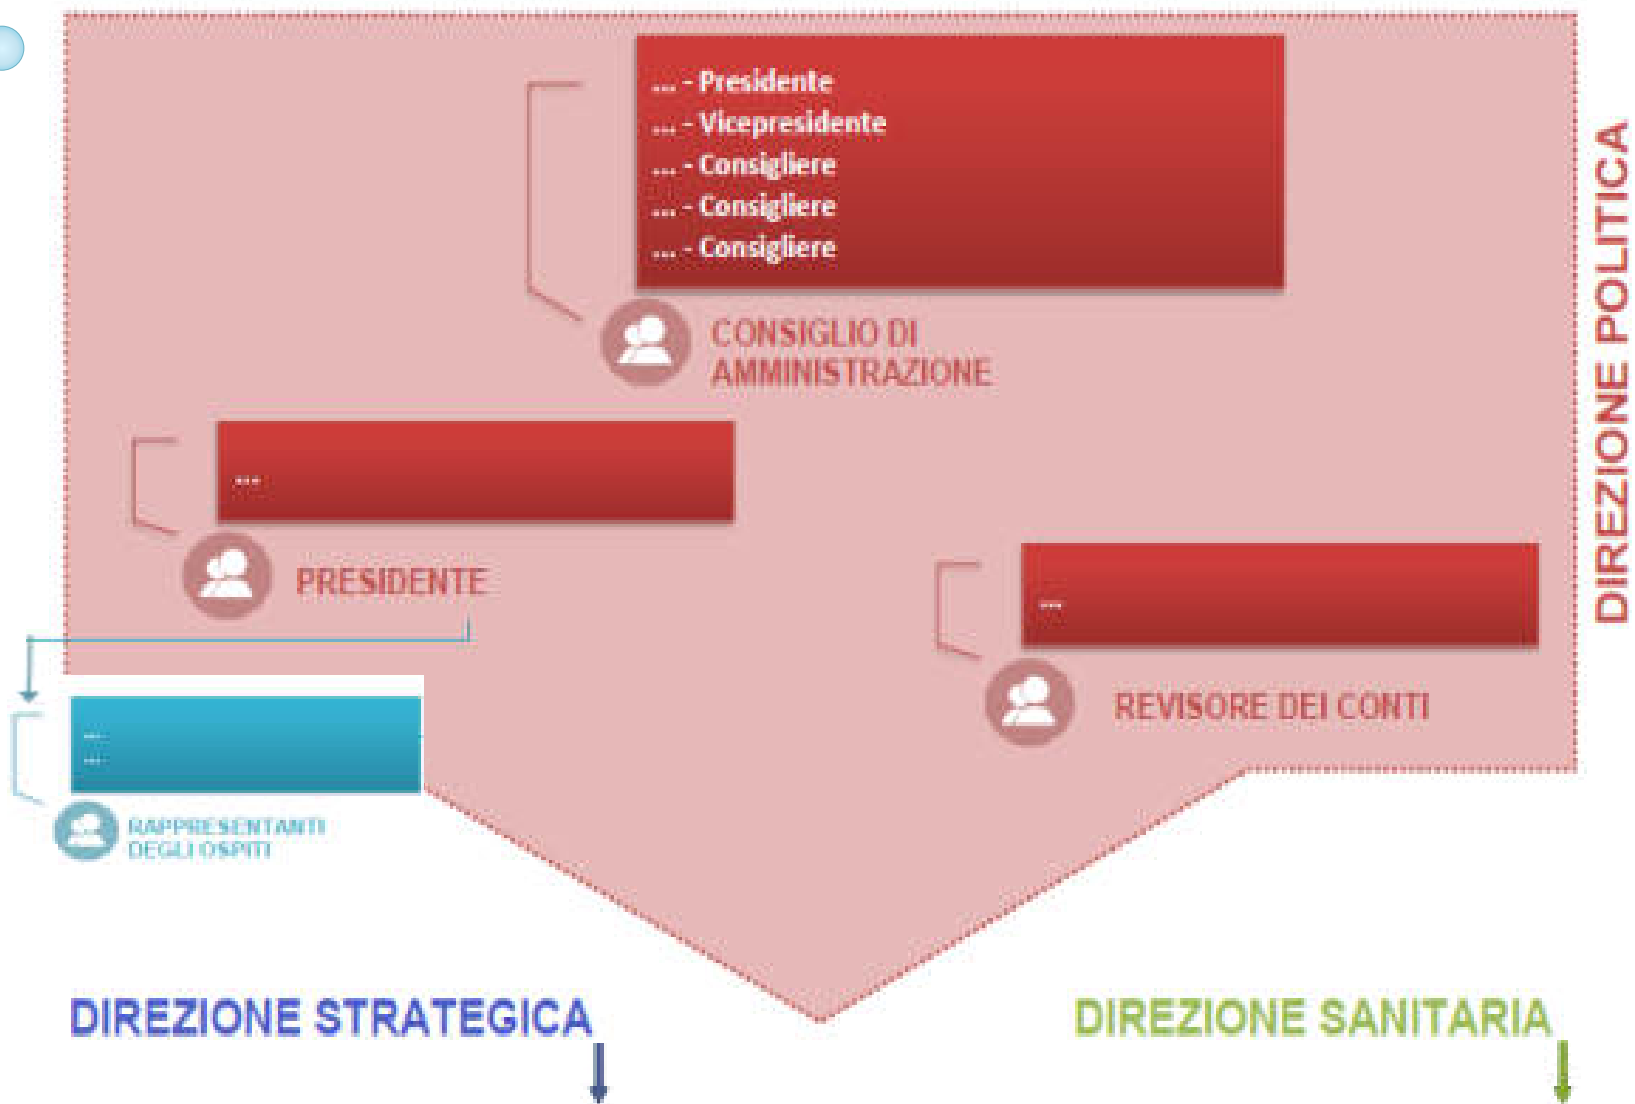 ... - Presidente
... - Vicepresidente
... - Consigliere
... - Consigliere
... - Consigliere
CONSIGLIO DI
AMMINISTRAZIONE
...
PRESIDENTE
...
REVISORE DEI CONTI
...
...
RAPPRESENTANTI
DEGLI OSPITI
DIREZIONE POLITICA
DIREZIONE STRATEGICA
DIREZIONE SANITARIA